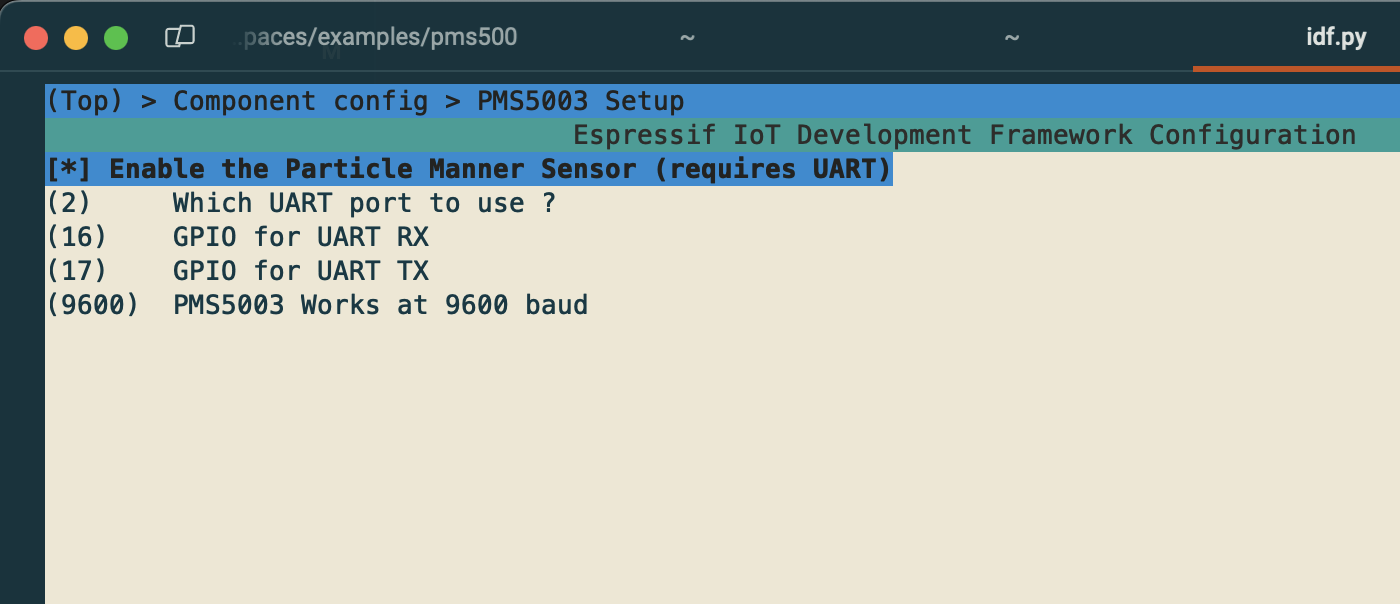 paces/examples/pms500 ~ ~ idf.py
(Top) > Component config > PMS5003 Setup
Espressif IoT Development Framework Configuration
[*] Enable the Particle Manner Sensor (requires UART)
(2) Which UART port to use ?
(16) GPIO for UART RX
(17) GPIO for UART TX
(9600) PMS5003 Works at 9600 baud